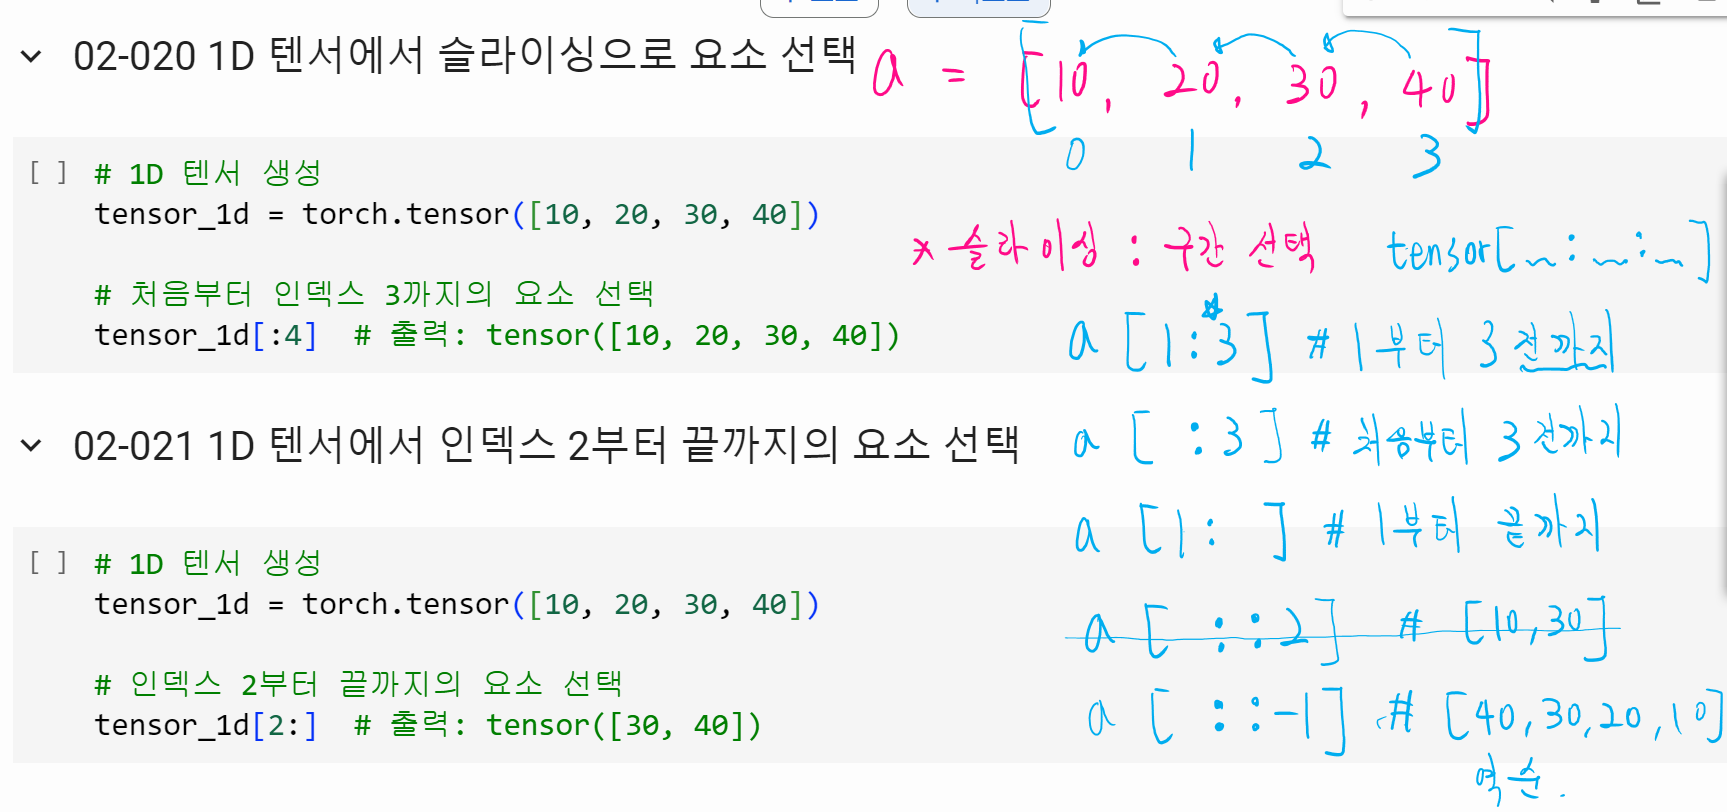 02-020 1D 텐서에서 슬라이싱으로 요소 선택
a = [10, 20, 30, 40]
0 1 2 3
[ ] # 1D 텐서 생성
tensor_1d = torch.tensor([10, 20, 30, 40])
# 처음부터 인덱스 3까지의 요소 선택
tensor_1d[:4] # 출력: tensor([10, 20, 30, 40])
* 슬라이싱 : 구간 선택 tensor[ : : ]
a [1:3] # 1부터 3 전까지
a [ :3] # 처음부터 3 전까지
02-021 1D 텐서에서 인덱스 2부터 끝까지의 요소 선택
a [1: ] # 1부터 끝까지
[ ] # 1D 텐서 생성
tensor_1d = torch.tensor([10, 20, 30, 40])
# 인덱스 2부터 끝까지의 요소 선택
tensor_1d[2:] # 출력: tensor([30, 40])
a [ : :2] # [10,30]
a [ : :-1] # [40,30,20,10]
역순.